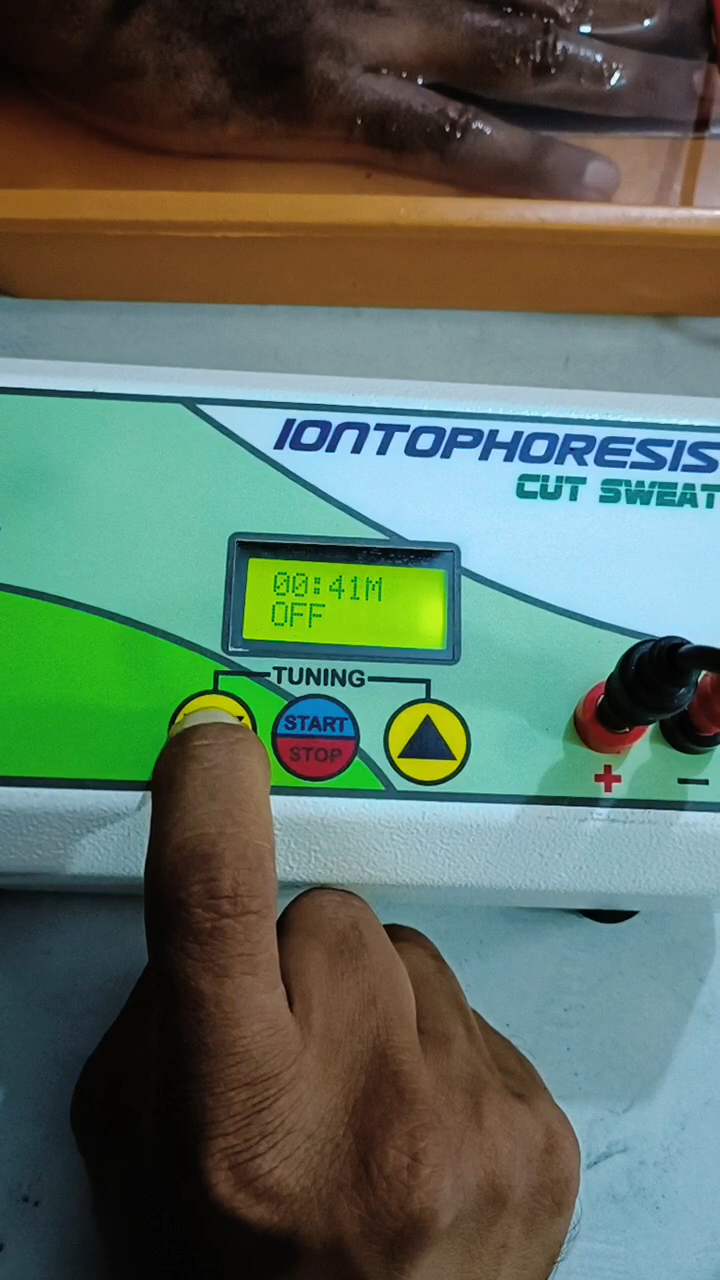 IONTOPHORESIS
CUT SWEAT
00:41M
OFF
TUNING
START
STOP
+ −